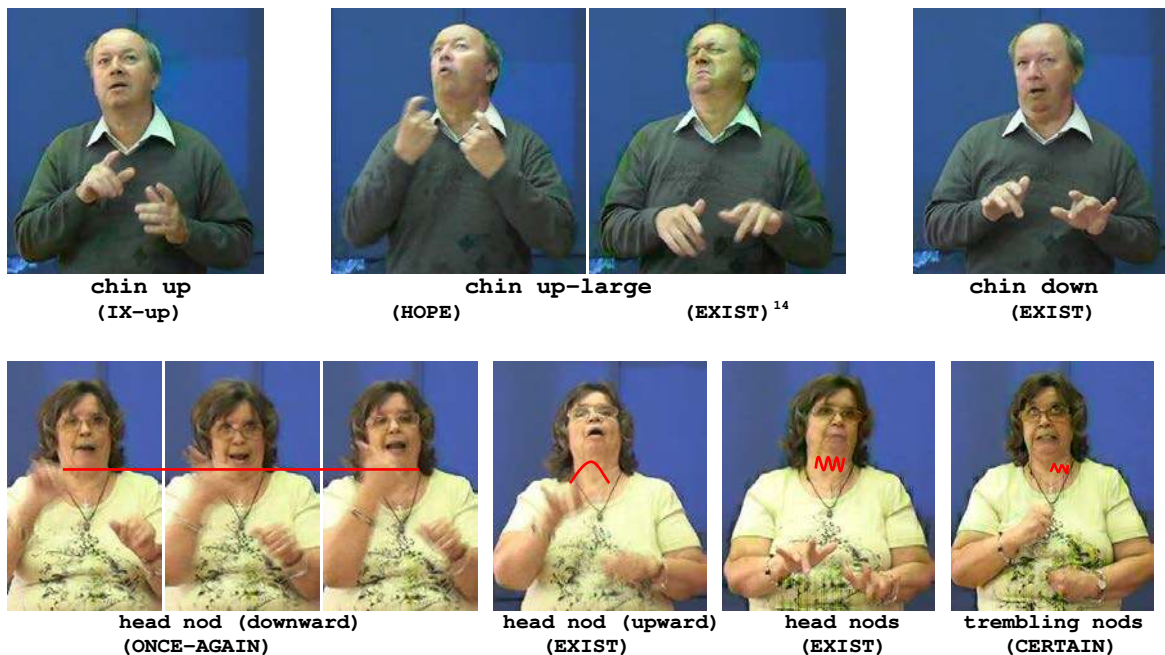 chin up
(IX-up)
chin up-large
(HOPE) (EXIST)14
chin down
(EXIST)
head nod (downward)
(ONCE-AGAIN)
head nod (upward)
(EXIST)
head nods
(EXIST)
trembling nods
(CERTAIN)